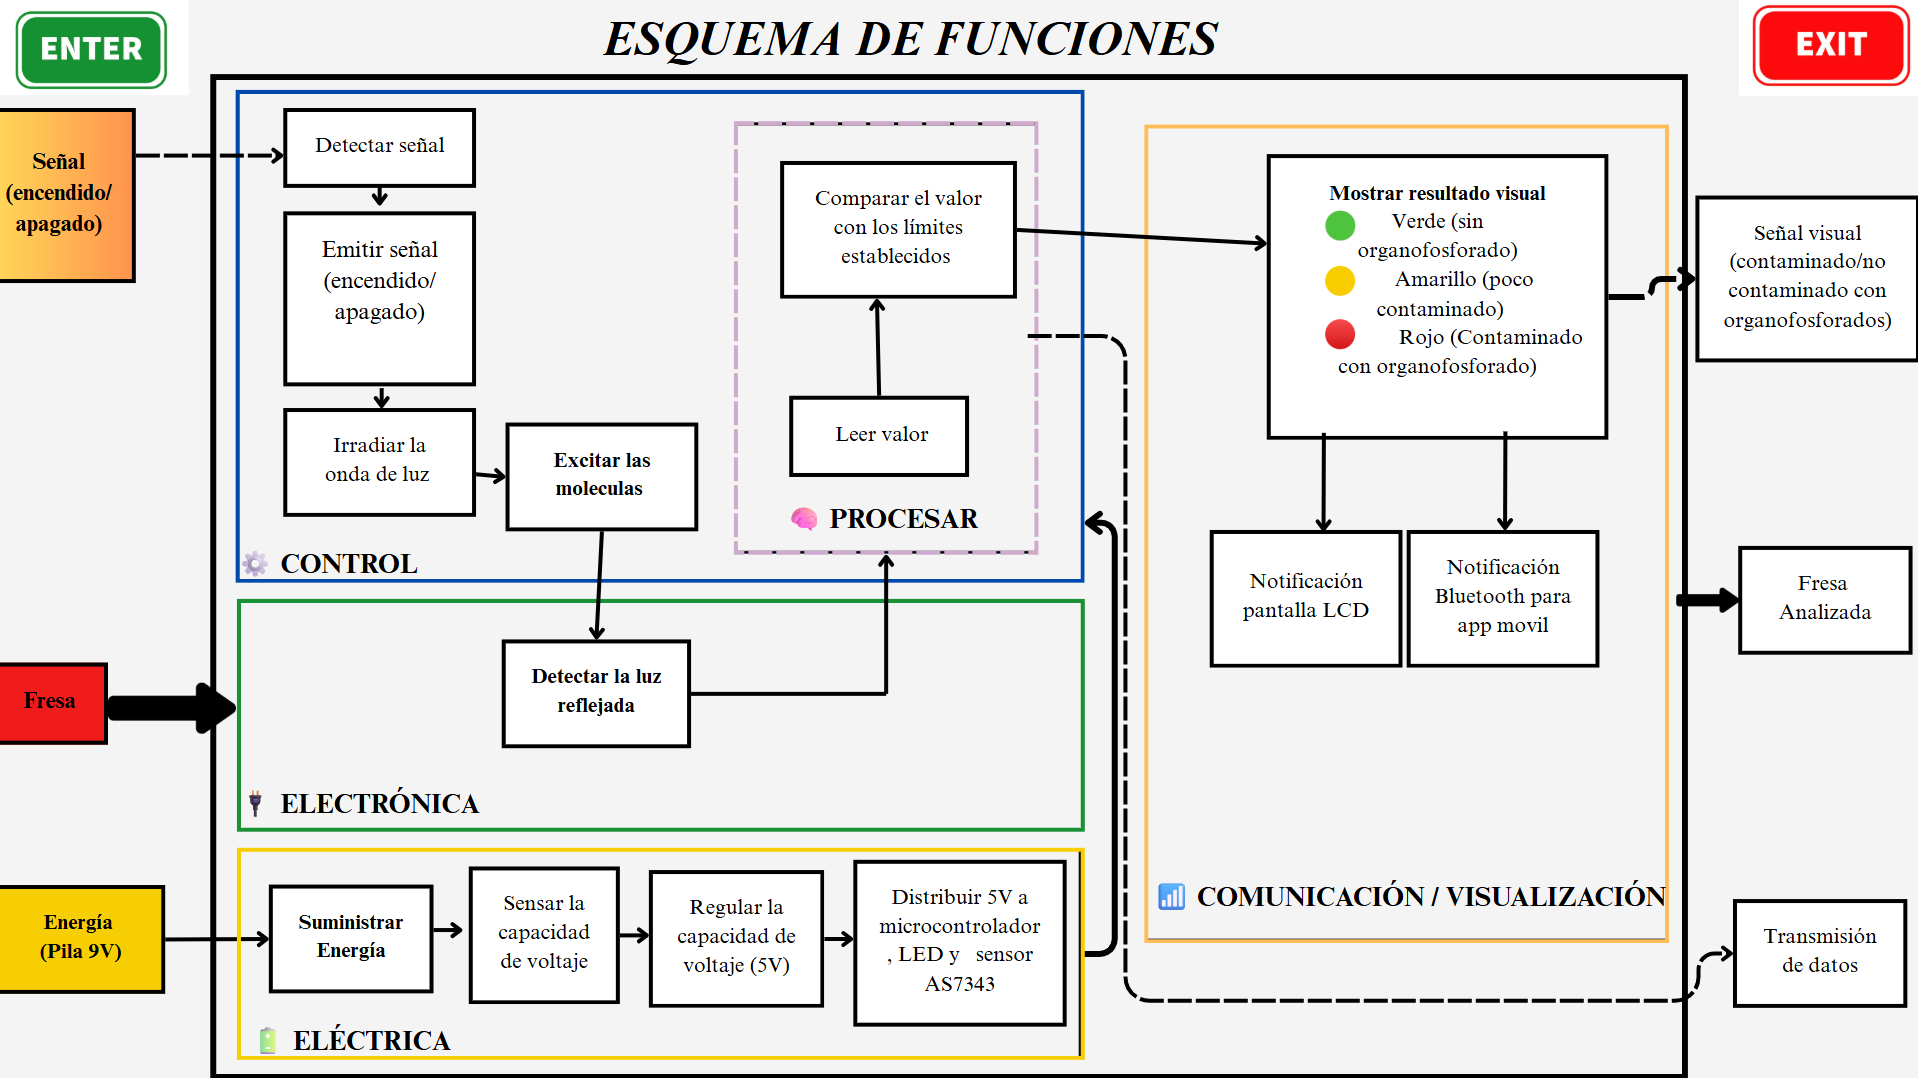 ENTER
ESQUEMA DE FUNCIONES
EXIT
Señal
(encendido/
apagado)
Detectar señal
Emitir señal
(encendido/
apagado)
Irradiar la
onda de luz
Excitar las
moleculas
CONTROL
Comparar el valor
con los límites
establecidos
Leer valor
PROCESAR
Mostrar resultado visual
Verde (sin
organofosforado)
Amarillo (poco
contaminado)
Rojo (Contaminado
con organofosforado)
Notificación
pantalla LCD
Notificación
Bluetooth para
app movil
COMUNICACIÓN / VISUALIZACIÓN
Señal visual
(contaminado/no
contaminado con
organofosforados)
Fresa
Analizada
Transmisión
de datos
Fresa
Detectar la luz
reflejada
ELECTRÓNICA
Energía
(Pila 9V)
Suministrar
Energía
Sensar la
capacidad
de voltaje
Regular la
capacidad de
voltaje (5V)
Distribuir 5V a
microcontrolador
, LED y sensor
AS7343
ELÉCTRICA